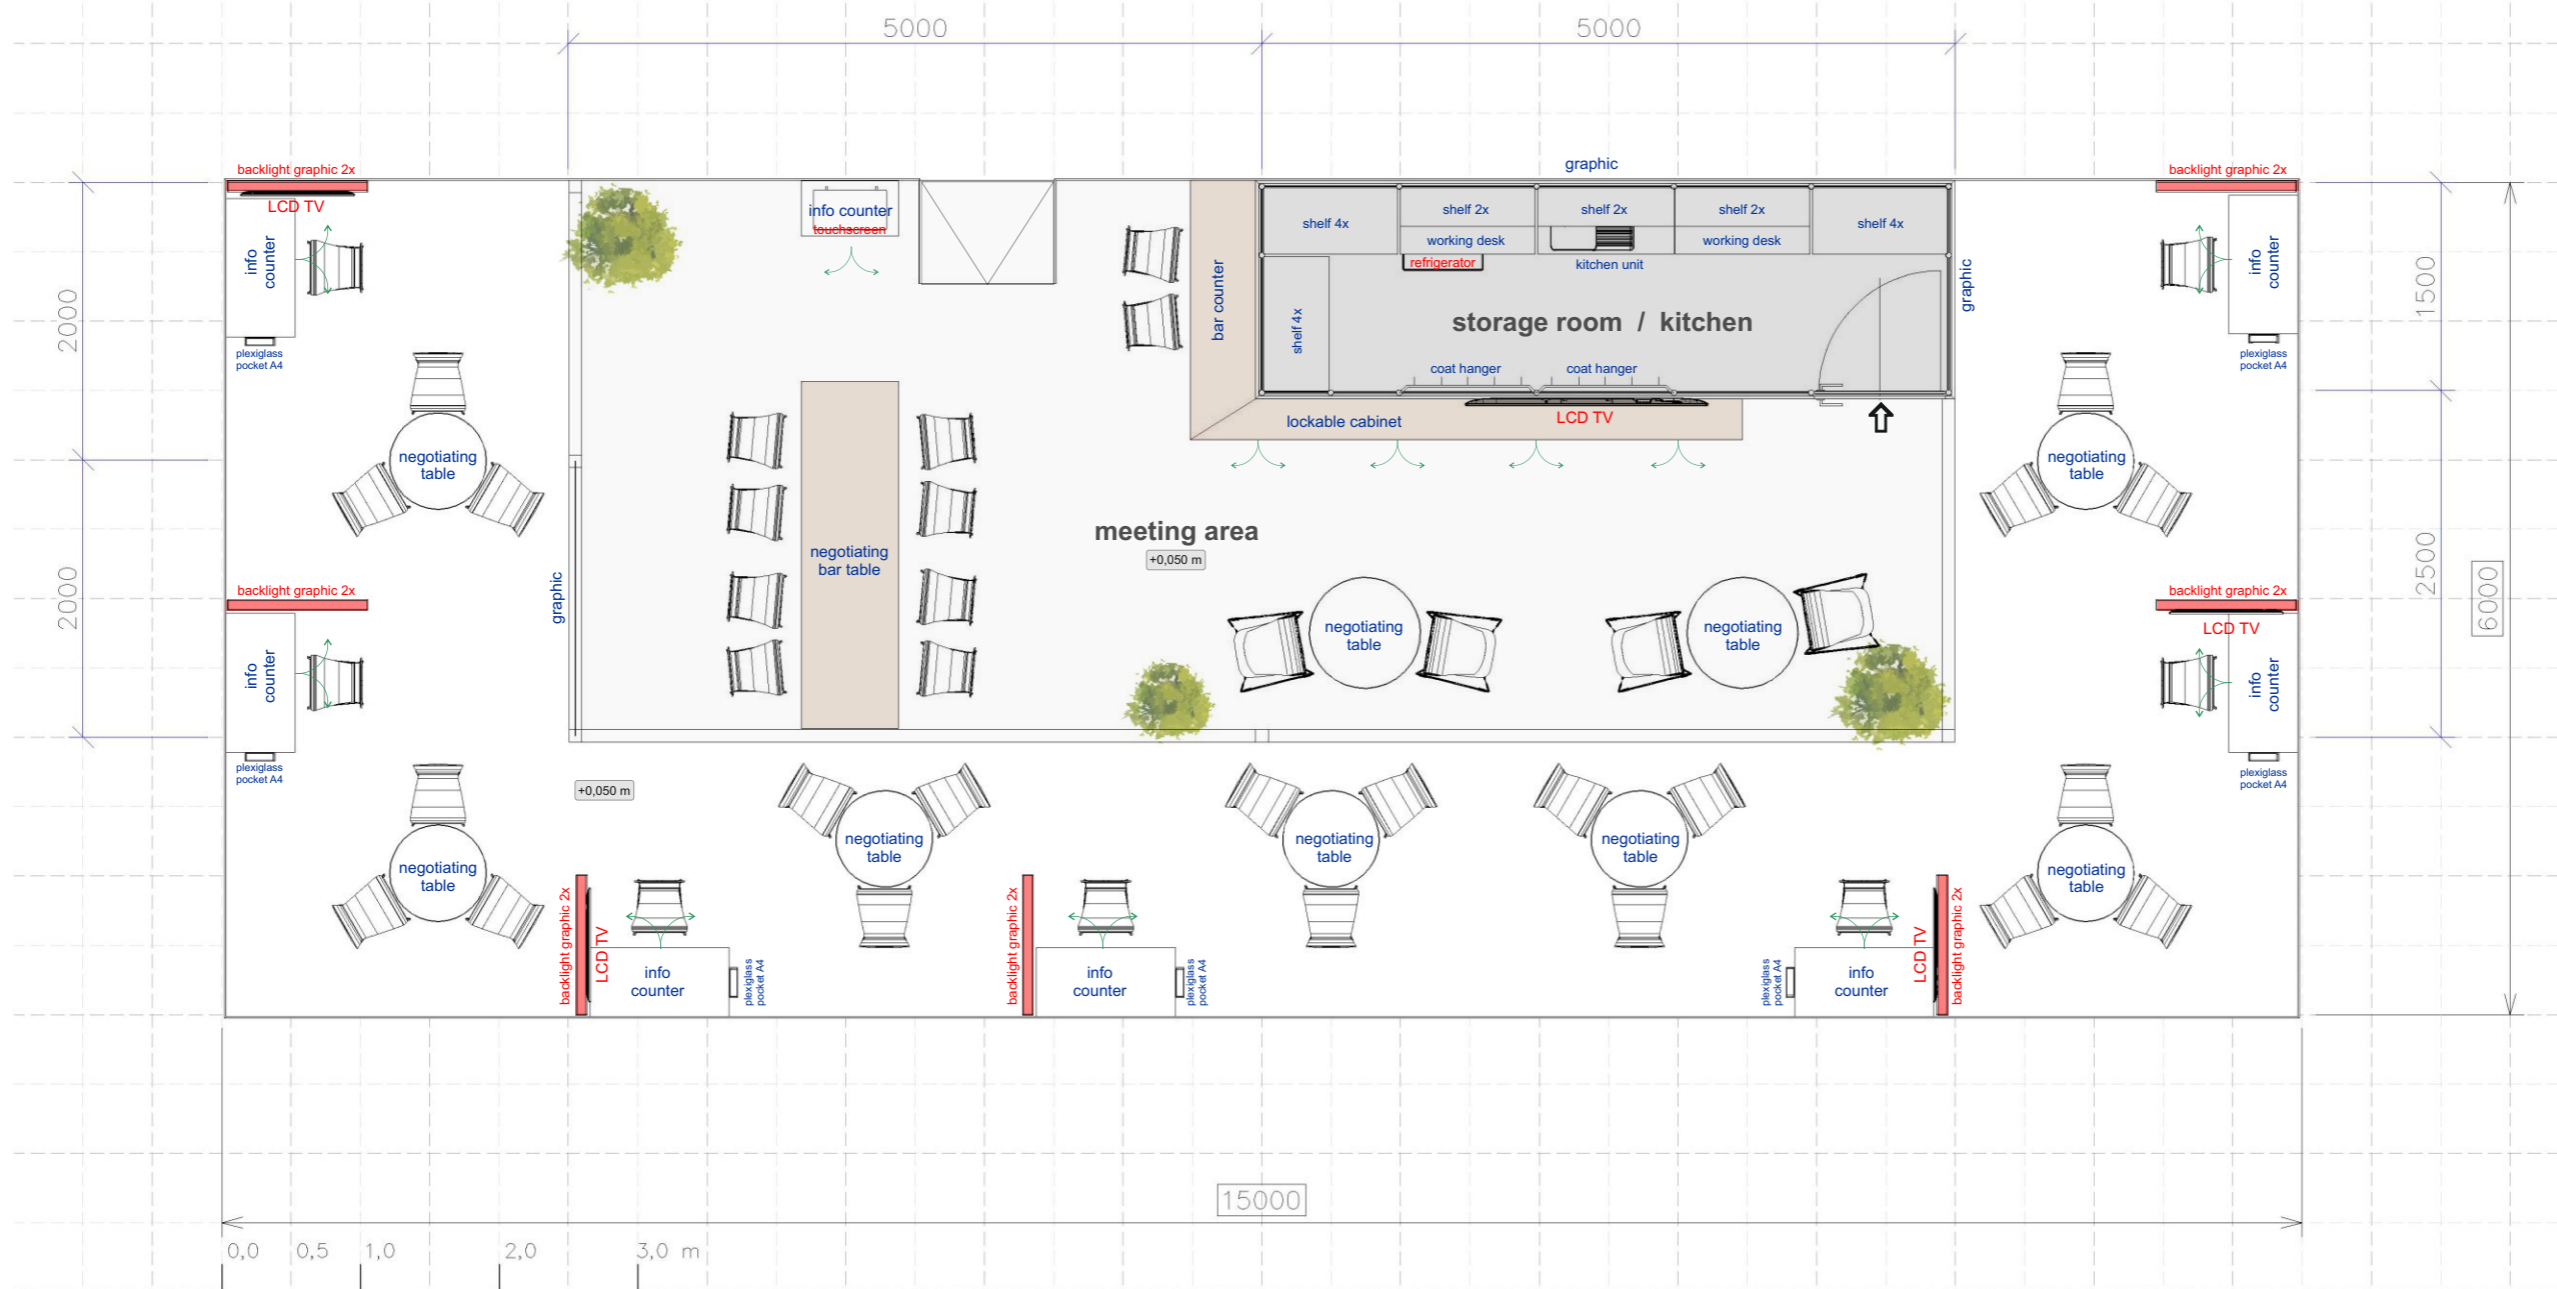 5000
5000
graphic
backlight graphic 2x
backlight graphic 2x
LCD TV
info
counter
plexiglass
pocket A4
info counter
touchscreen
bar counter
shelf 4x
shelf 2x
shelf 2x
shelf 2x
shelf 4x
working desk
working desk
refrigerator
kitchen unit
shelf 4x
storage room / kitchen
coat hanger
coat hanger
graphic
info
counter
plexiglass
pocket A4
2000
1500
lockable cabinet
LCD TV
negotiating
table
negotiating
table
meeting area
+0,050 m
negotiating
bar table
graphic
2000
2500
6000
backlight graphic 2x
backlight graphic 2x
LCD TV
info
counter
plexiglass
pocket A4
negotiating
table
negotiating
table
info
counter
plexiglass
pocket A4
+0,050 m
negotiating
table
negotiating
table
negotiating
table
negotiating
table
negotiating
table
backlight graphic 2x
LCD TV
info
counter
plexiglass
pocket A4
backlight graphic 2x
info
counter
plexiglass
pocket A4
plexiglass
pocket A4
info
counter
LCD TV
backlight graphic 2x
15000
0,0 0,5 1,0 2,0 3,0 m